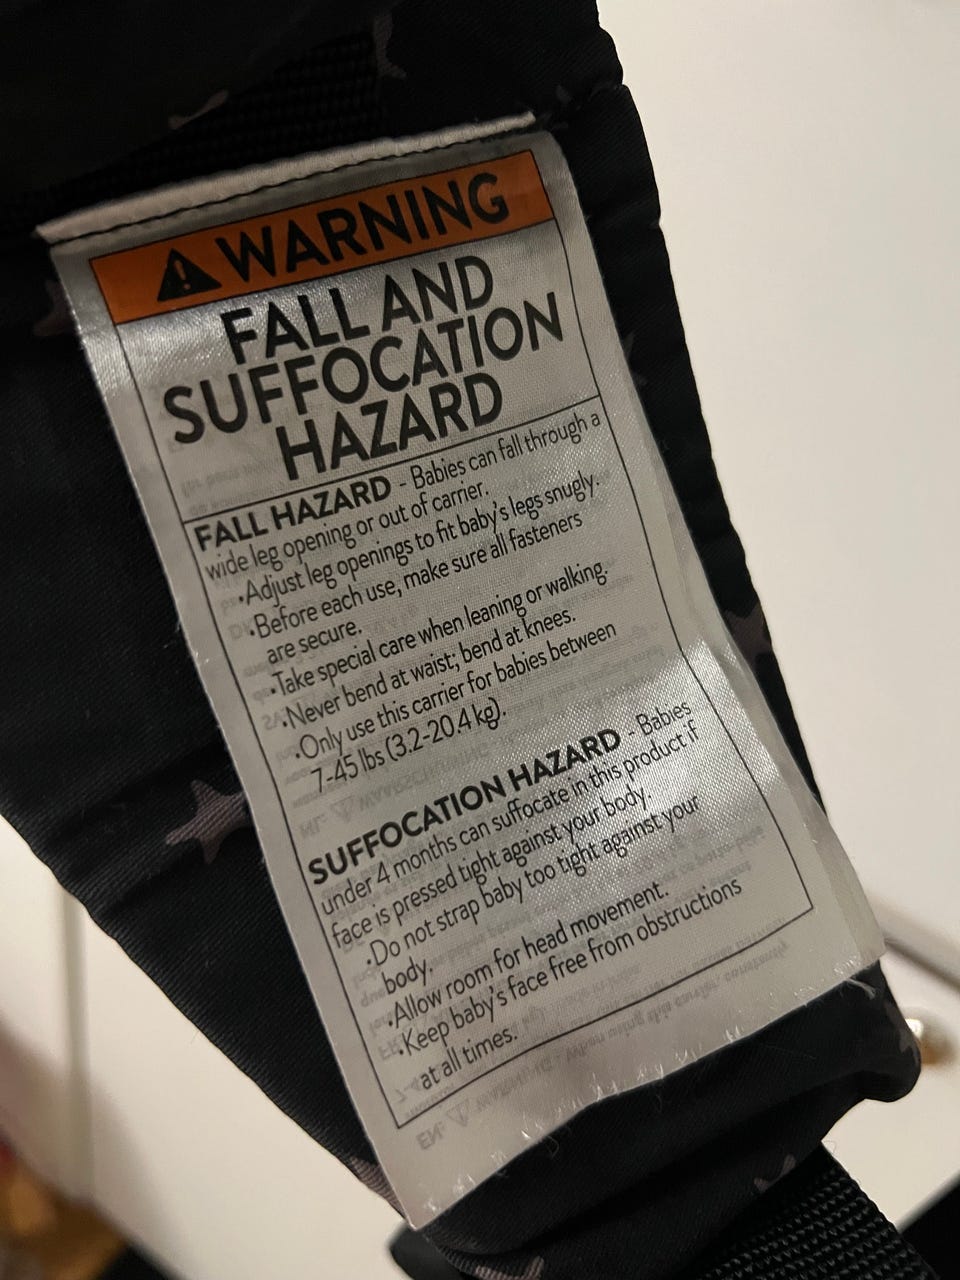 WARNING
FALL AND
SUFFOCATION
HAZARD
FALL HAZARD - Babies can fall through a
wide leg opening or out of carrier.
•Adjust leg openings to fit baby's legs snugly.
•Before each use, make sure all fasteners
are secure.
•Take special care when leaning or walking.
•Never bend at waist; bend at knees.
•Only use this carrier for babies between
7-45 lbs (3.2-20.4 kg).
SUFFOCATION HAZARD - Babies
under 4 months can suffocate in this product if
face is pressed tight against your body.
•Do not strap baby too tight against your
body.
•Allow room for head movement.
•Keep baby's face free from obstructions
at all times.